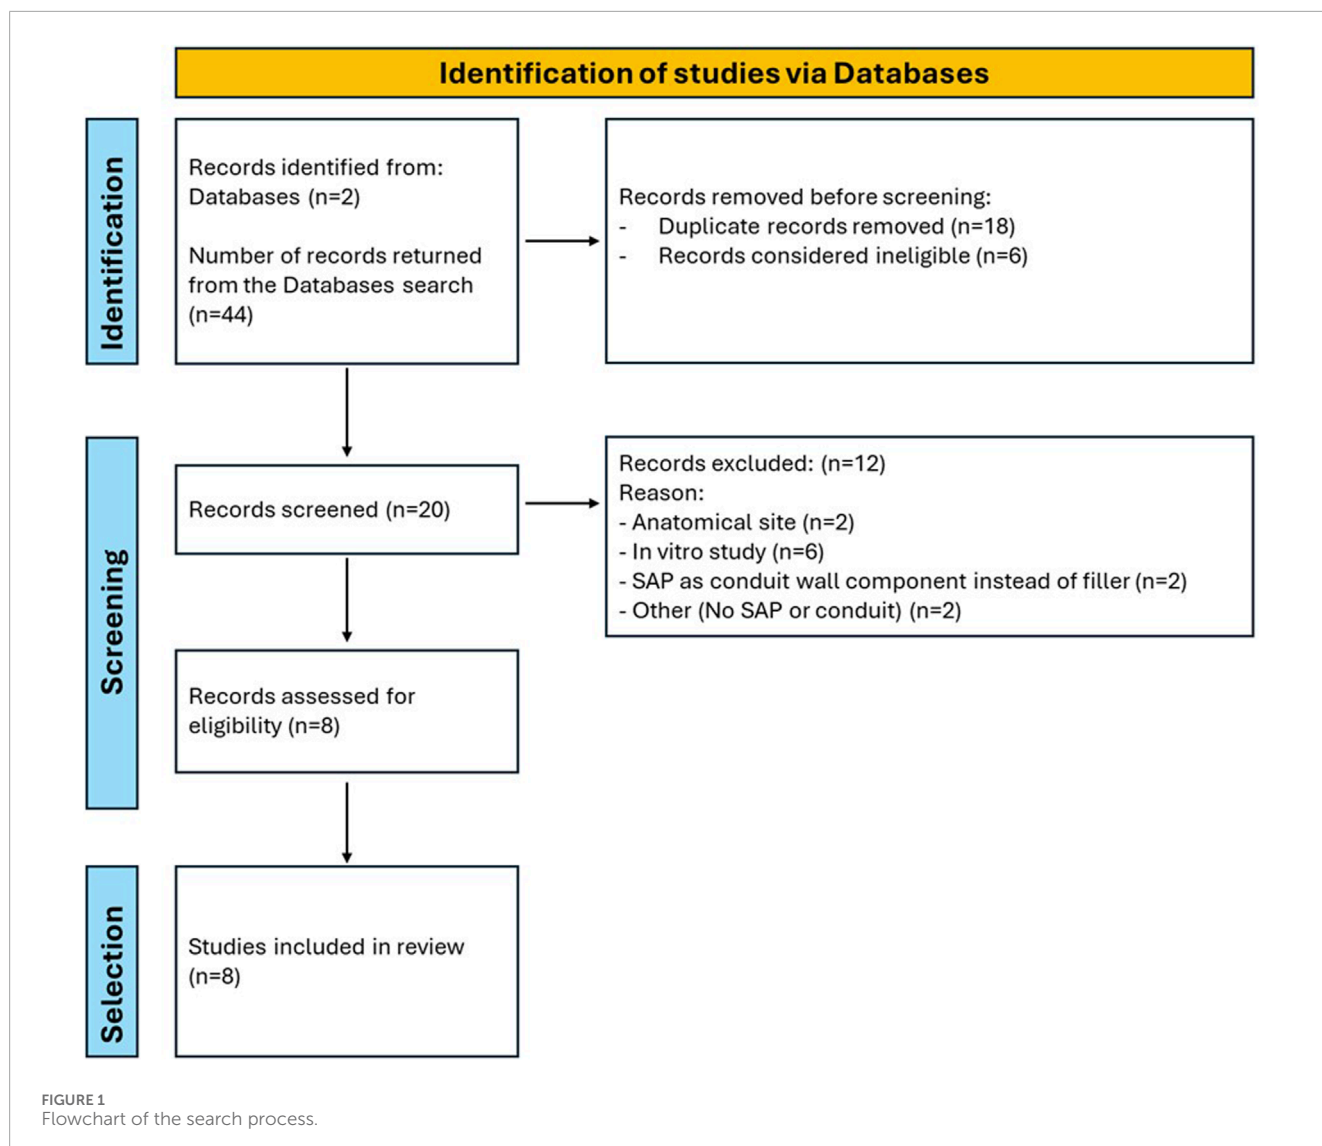 Identification of studies via Databases
Identification
Records identified from:
Databases (n=2)
Number of records returned
from the Databases search
(n=44)
Records removed before screening:
- Duplicate records removed (n=18)
- Records considered ineligible (n=6)
Screening
Records screened (n=20)
Records excluded: (n=12)
Reason:
- Anatomical site (n=2)
- In vitro study (n=6)
- SAP as conduit wall component instead of filler (n=2)
- Other (No SAP or conduit) (n=2)
Records assessed for
eligibility (n=8)
Selection
Studies included in review
(n=8)
FIGURE 1
Flowchart of the search process.